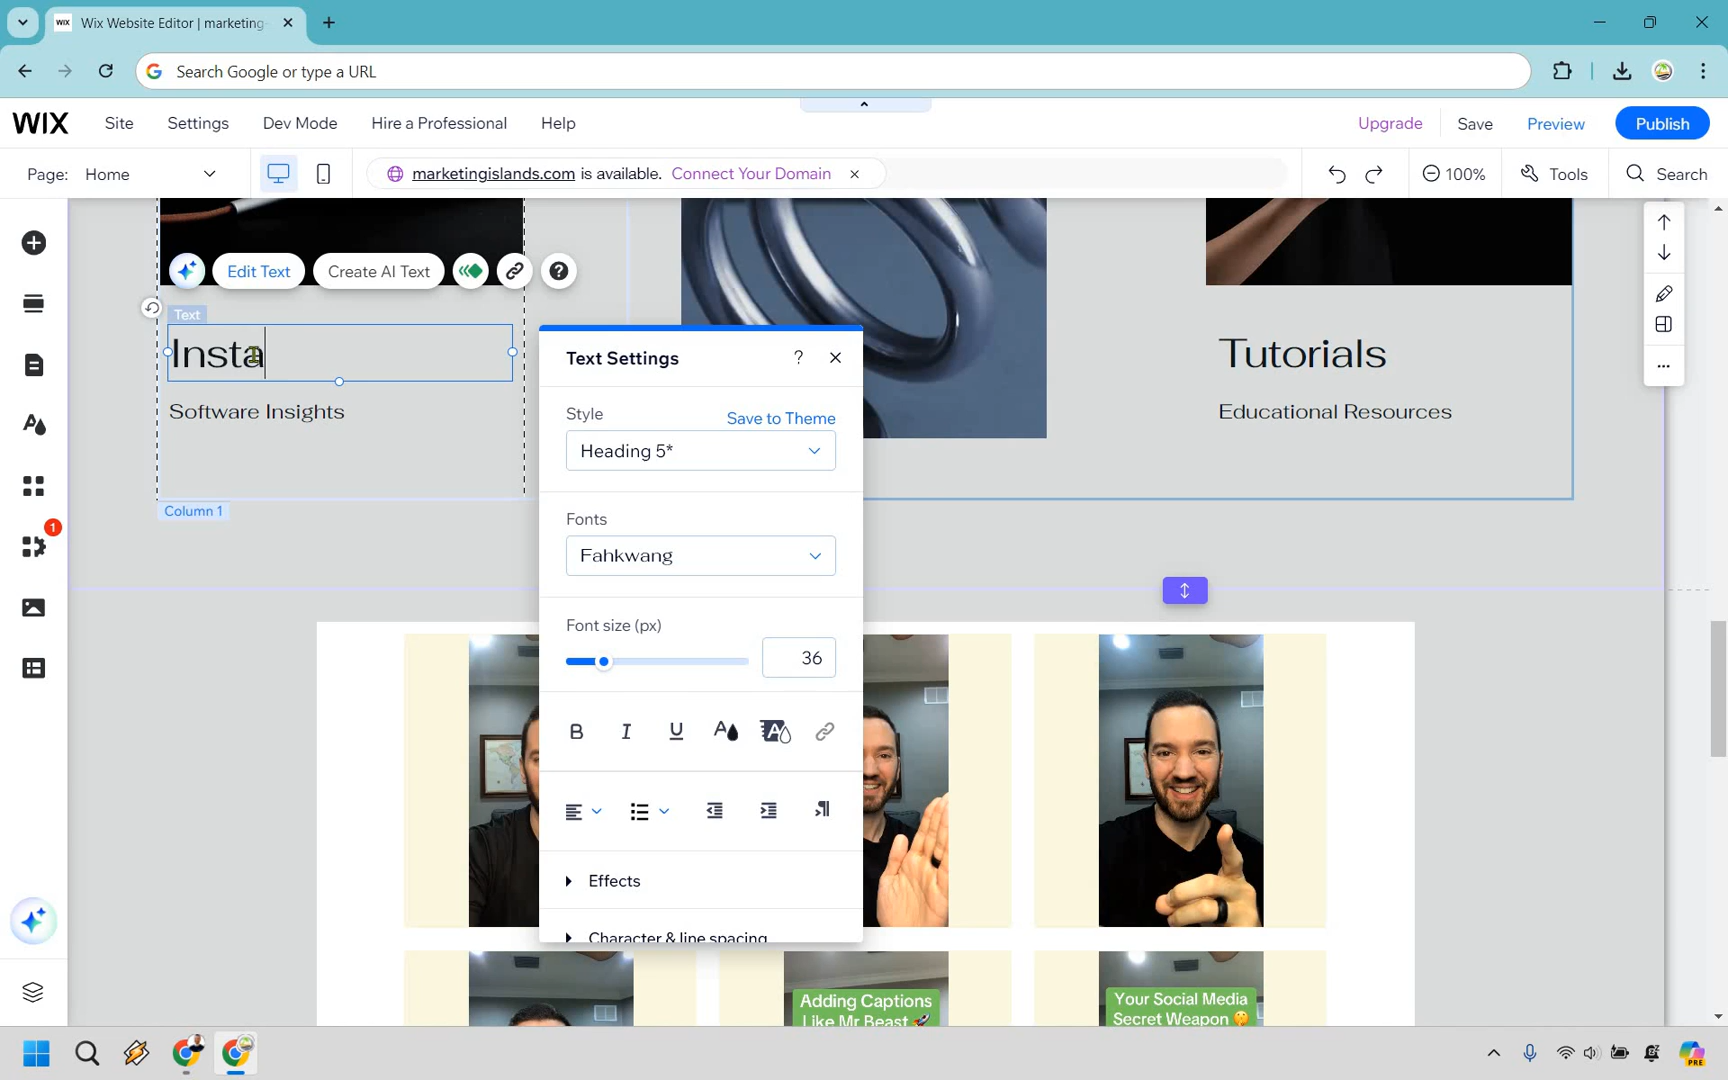 WIX
Wix Website Editor | marketing-
Search Google or type a URL
WIX
Site
Settings
Dev Mode
Hire a Professional
Help
Upgrade
Save
Preview
Publish
Page:
Home
marketingislands.com is available. Connect Your Domain
100%
Tools
Search
Edit Text
Create AI Text
Text
Insta
Software Insights
Column 1
Tutorials
Educational Resources
Text Settings
?
Style
Save to Theme
Heading 5*
Fonts
Fahkwang
Font size (px)
36
B
I
U
A
A
Effects
Character & line spacing
1
Adding Captions
Like Mr Beast 🚀
Your Social Media
Secret Weapon 🤫
PRE